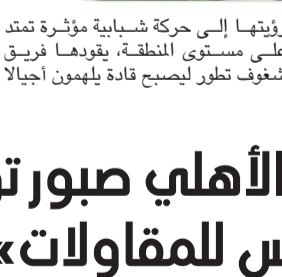 رؤيتها إلى حركة شبابية مؤثرة تمتد
على مستوى المنطقة، يقودها فريق
شغوف تطور ليصبح قادة يلهمون أجيالا
الأهلي صبور
للمقاولات»